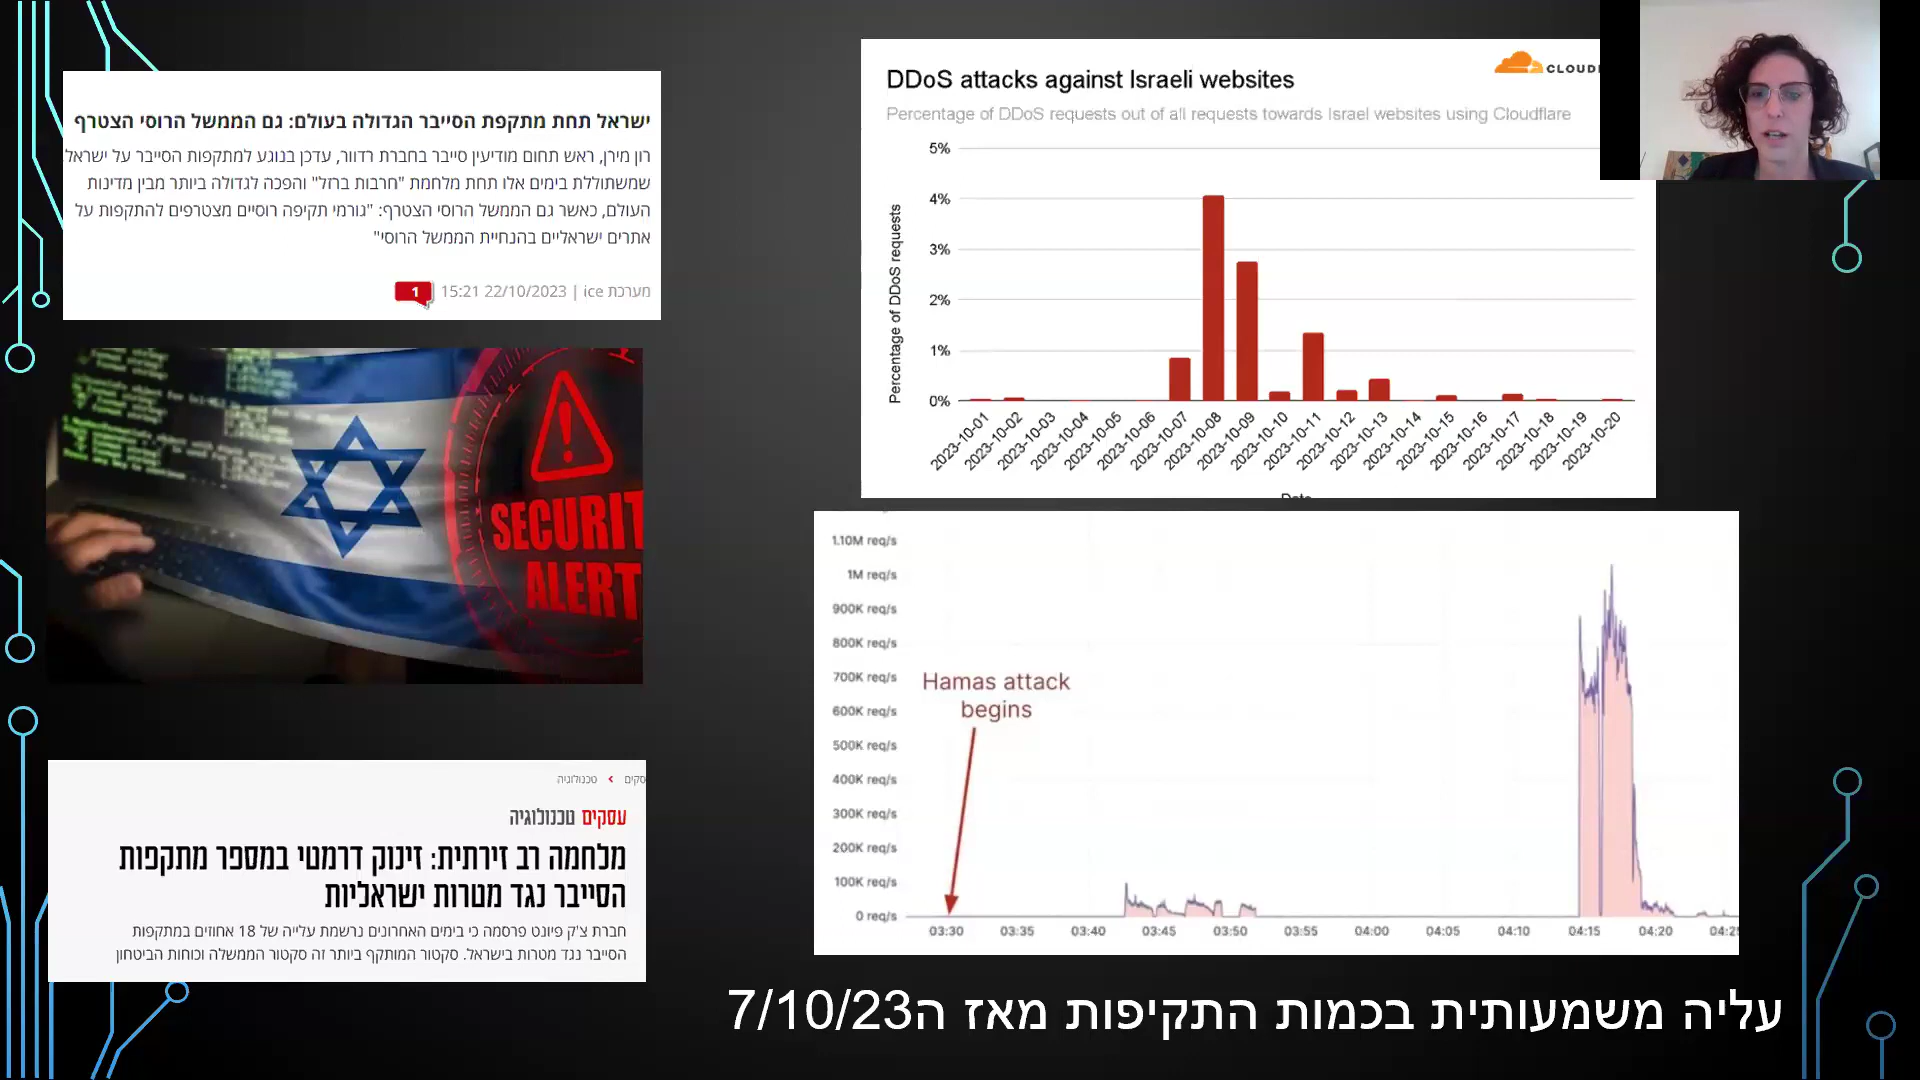 ישראל תחת מתקפת הסייבר הגדולה בעולם: גם הממשל הרוסי הצטרף
רון מירן, ראש תחום מודיעין סייבר בחברת רדוור, עדכן בנוגע למתקפות הסייבר על ישראל
שמשתוללת בימים אלו תחת מלחמת "חרבות ברזל" והפכה לגדולה ביותר מבין מדינות
העולם, כאשר גם הממשל הרוסי הצטרף: "גורמי תקיפה רוסיים מצטרפים להתקפות על
אתרים ישראליים בהנחיית הממשל הרוסי"
מערכת ice | 22/10/2023 15:21
1
SECURIT
ALERT
סקים › טכנולוגיה
עסקים טכנולוגיה
מלחמה רב זירתית: זינוק דרמטי במספר מתקפות
הסייבר נגד מטרות ישראליות
חברת צ'ק פיונט פרסמה כי בימים האחרונים נרשמת עלייה של 18 אחוזים במתקפות
הסייבר נגד מטרות בישראל. סקטור המותקף ביותר זה סקטור הממשלה וכוחות הביטחון
CLOUD
DDoS attacks against Israeli websites
Percentage of DDoS requests out of all requests towards Israel websites using Cloudflare
Percentage of DDoS requests
5%
4%
3%
2%
1%
0%
2023-10-01
2023-10-02
2023-10-03
2023-10-04
2023-10-05
2023-10-06
2023-10-07
2023-10-08
2023-10-09
2023-10-10
2023-10-11
2023-10-12
2023-10-13
2023-10-14
2023-10-15
2023-10-16
2023-10-17
2023-10-18
2023-10-19
2023-10-20
Date
1.10M req/s
1M req/s
900K req/s
800K req/s
700K req/s
600K req/s
500K req/s
400K req/s
300K req/s
200K req/s
100K req/s
0 req/s
Hamas attack
begins
03:30 03:35 03:40 03:45 03:50 03:55 04:00 04:05 04:10 04:15 04:20 04:2
עליה משמעותית בכמות התקיפות מאז ה7/10/23